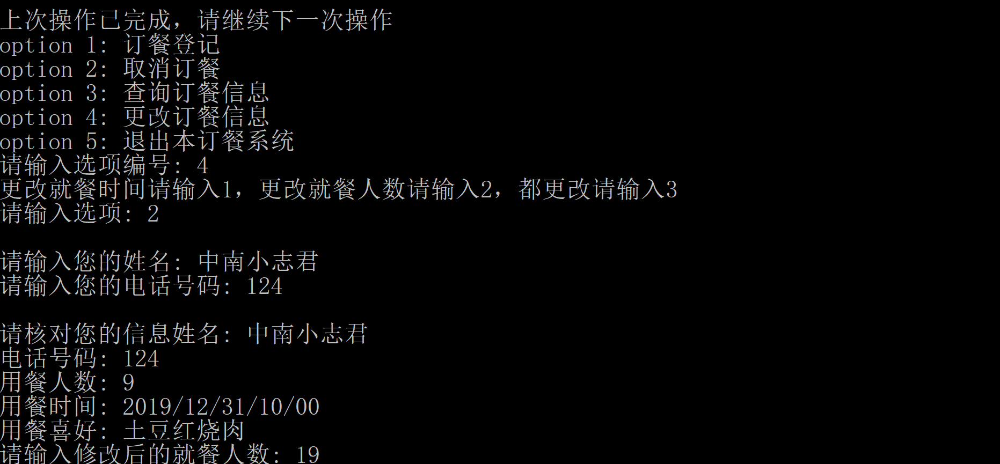 上次操作已完成，请继续下一次操作
option 1: 订餐登记
option 2: 取消订餐
option 3: 查询订餐信息
option 4: 更改订餐信息
option 5: 退出本订餐系统
请输入选项编号: 4
更改就餐时间请输入1，更改就餐人数请输入2，都更改请输入3
请输入选项: 2
请输入您的姓名: 中南小志君
请输入您的电话号码: 124
请核对您的信息姓名: 中南小志君
电话号码: 124
用餐人数: 9
用餐时间: 2019/12/31/10/00
用餐喜好: 土豆红烧肉
请输入修改后的就餐人数: 19